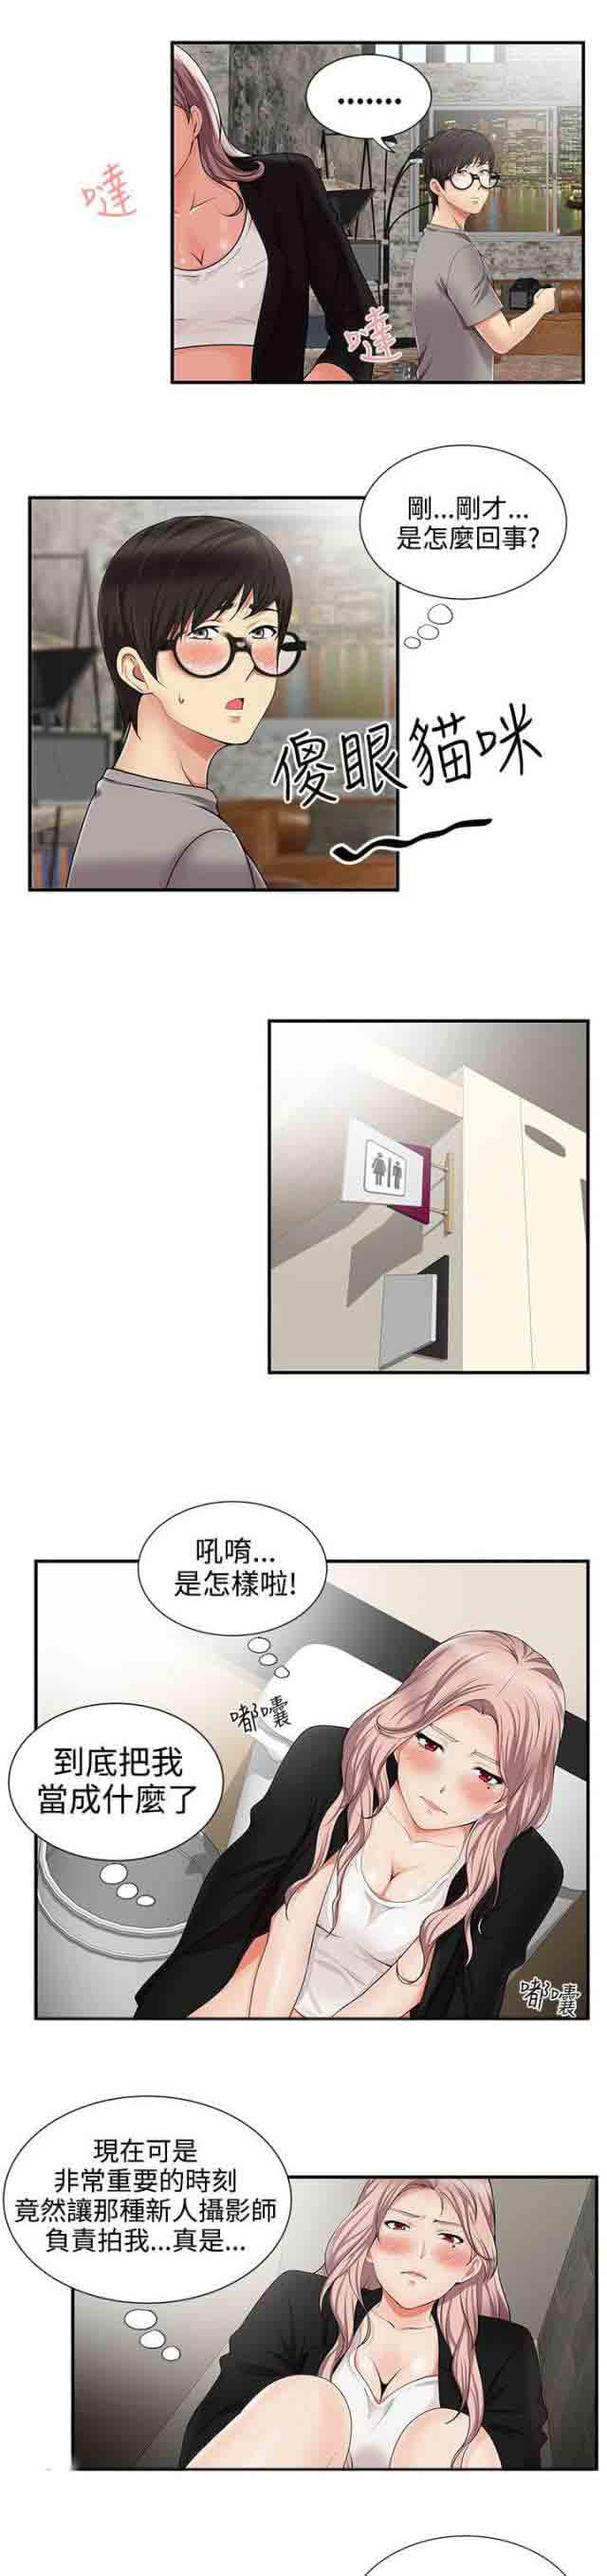 噠
.......
噠
剛...剛才...
是怎麼回事?
傻眼貓咪
吼唷...
是怎樣啦!
嘟囔
到底把我
當成什麼了
嘟囔
現在可是
非常重要的時刻
竟然讓那種新人攝影師
負責拍我...真是...